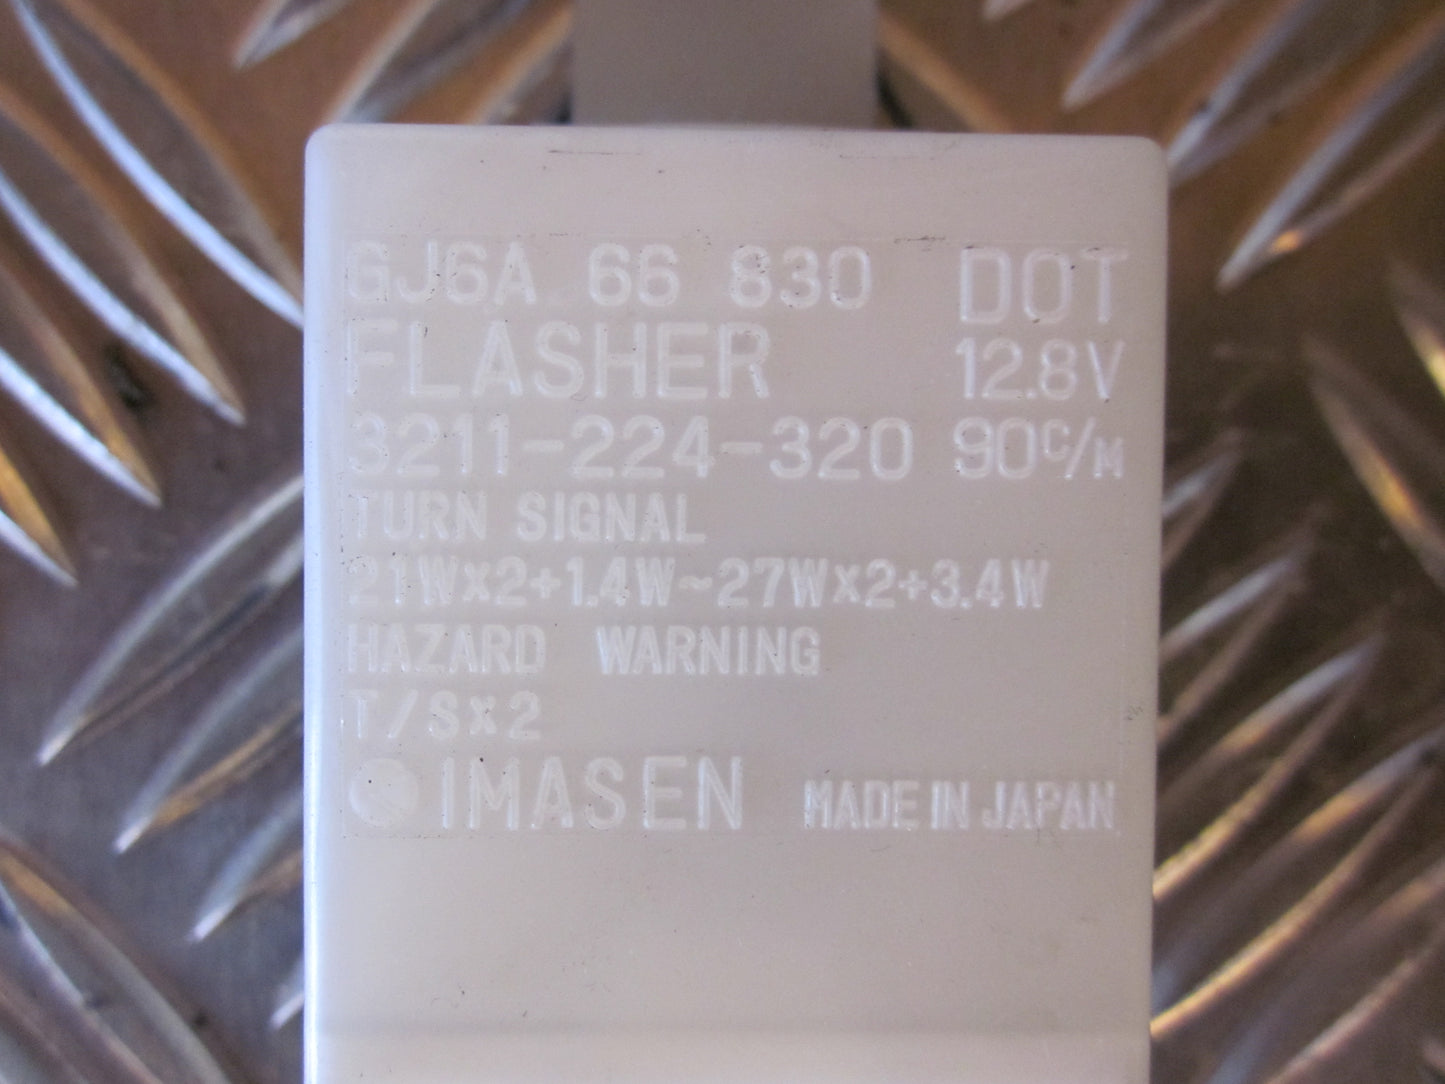 GJ6A 66 830 DOT
FLASHER 12.8V
3211-224-320 90C/M
TURN SIGNAL
21W×2+1.4W~27W×2+3.4W
HAZARD WARNING
T/S×2
IMASEN MADE IN JAPAN